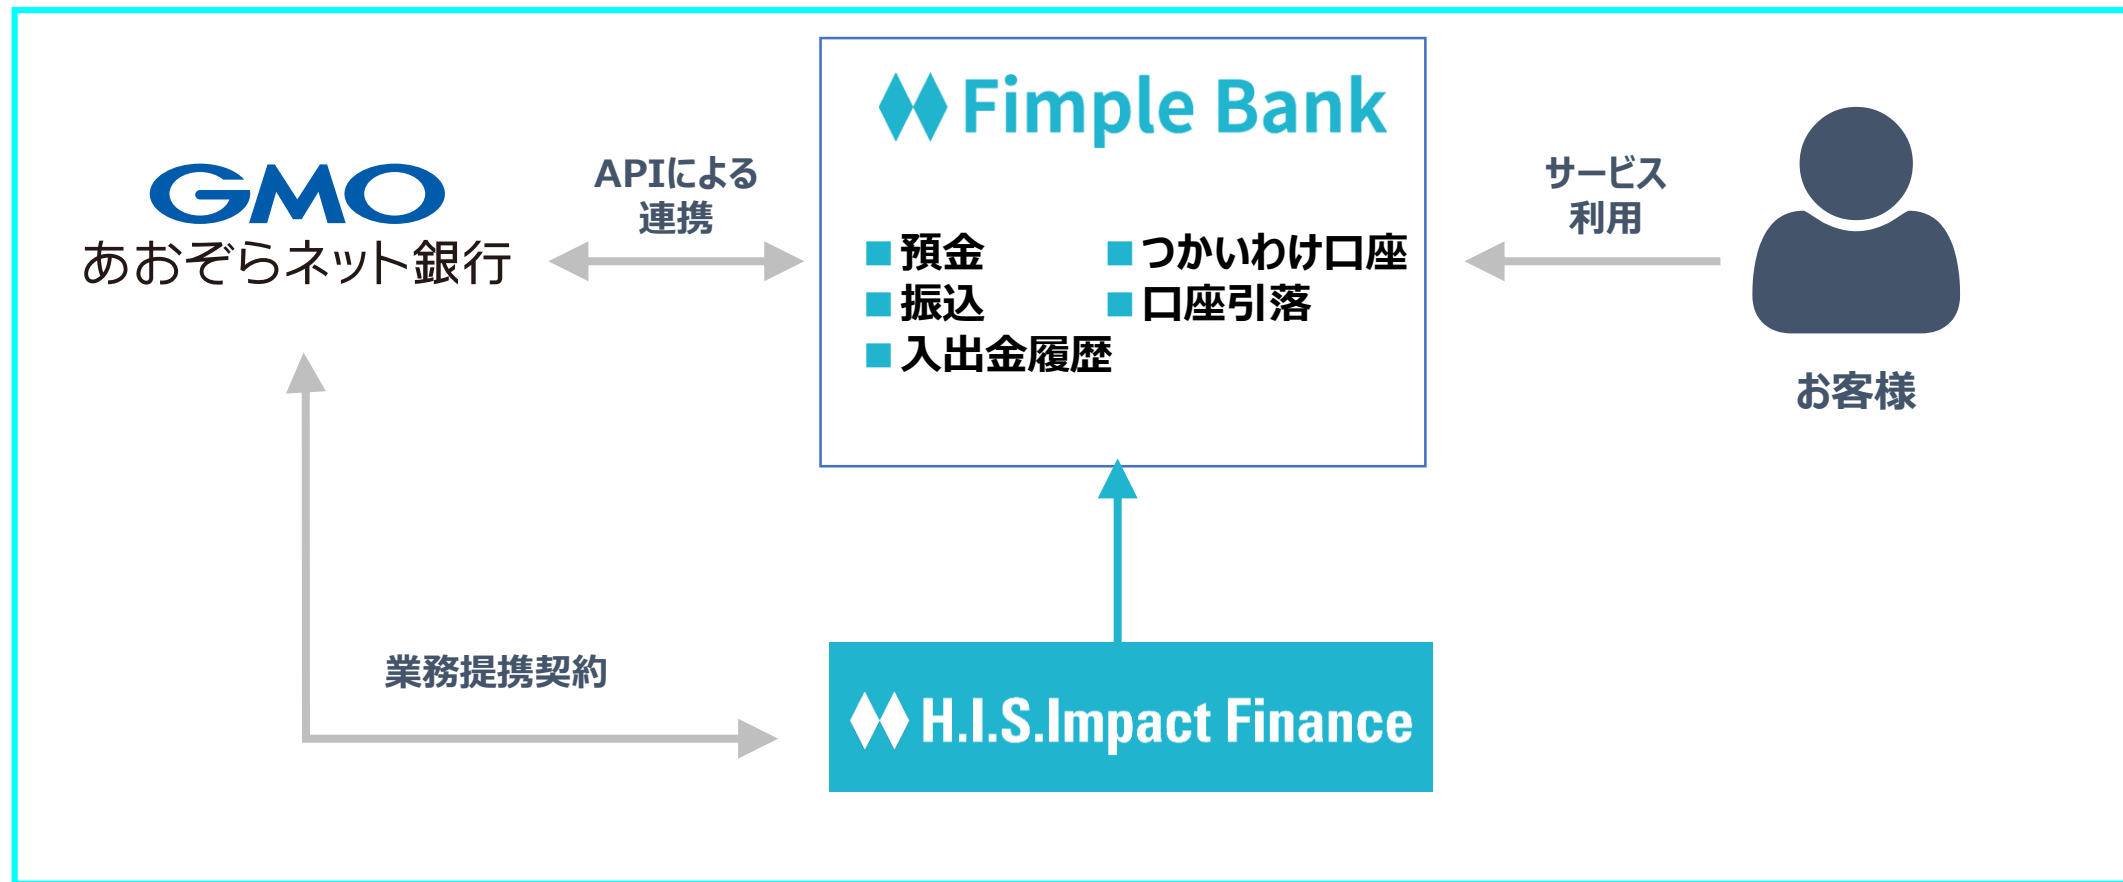 Fimple Bank
GMO
あおぞらネット銀行
APIによる
連携
サービス
利用
■預金
■振込
■入出金履歴
■つかいわけ口座
■口座引落
お客様
業務提携契約
H.I.S.Impact Finance